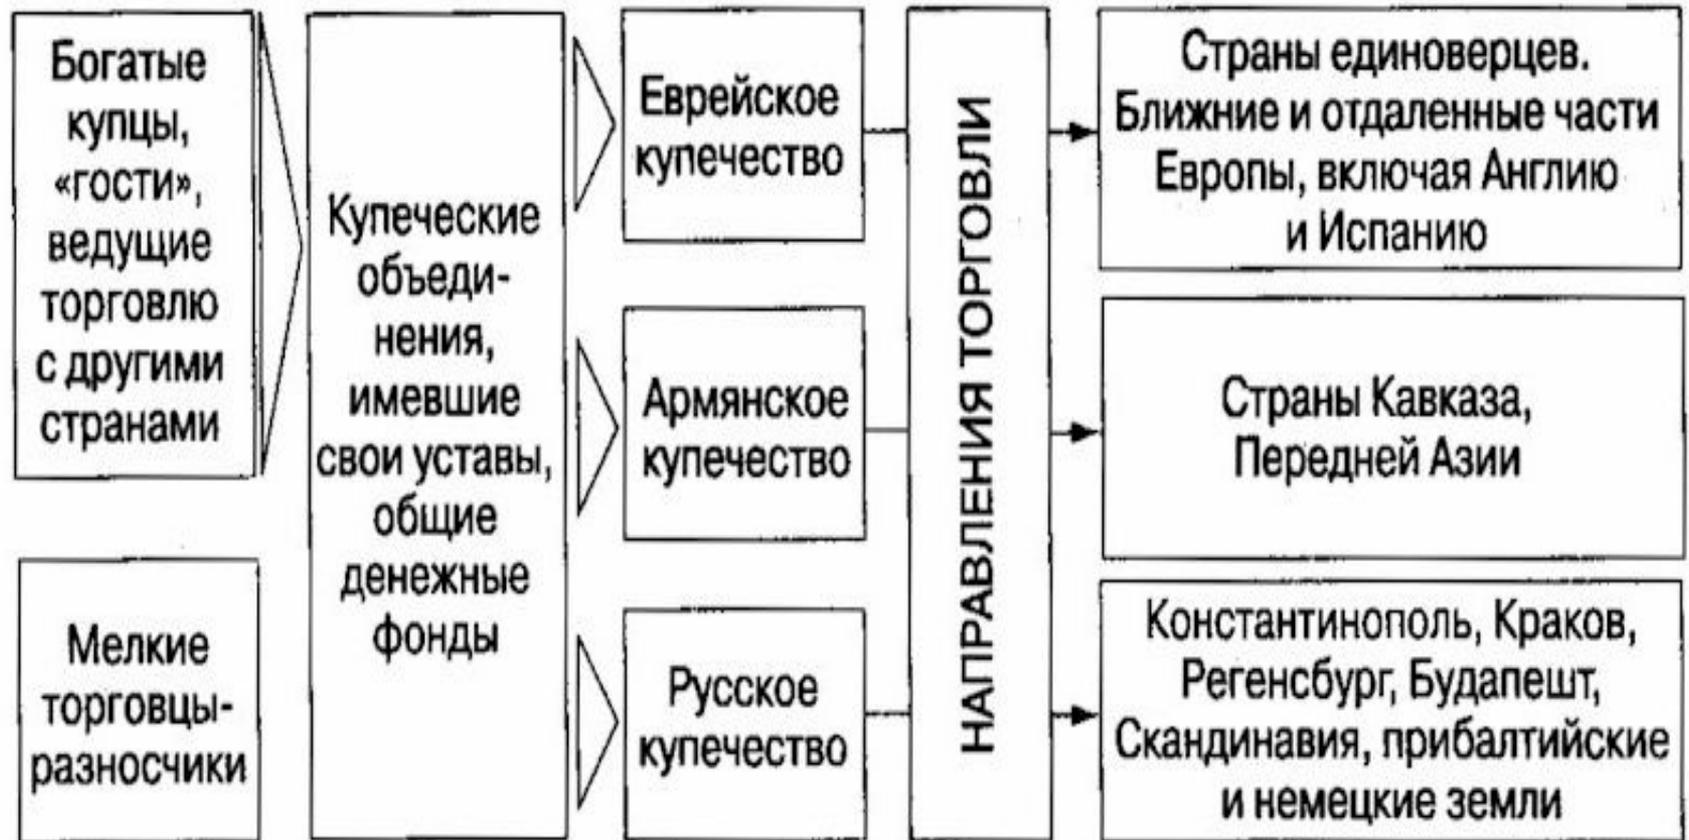 Богатые
купцы,
«гости»,
ведущие
торговлю
с другими
странами
Мелкие
торговцы-
разносчики
Купеческие
объеди-
нения,
имевшие
свои уставы,
общие
денежные
фонды
Еврейское
купечество
Армянское
купечество
Русское
купечество
НАПРАВЛЕНИЯ ТОРГОВЛИ
Страны единоверцев.
Ближние и отдаленные части
Европы, включая Англию
и Испанию
Страны Кавказа,
Передней Азии
Константинополь, Краков,
Регенсбург, Будапешт,
Скандинавия, прибалтийские
и немецкие земли